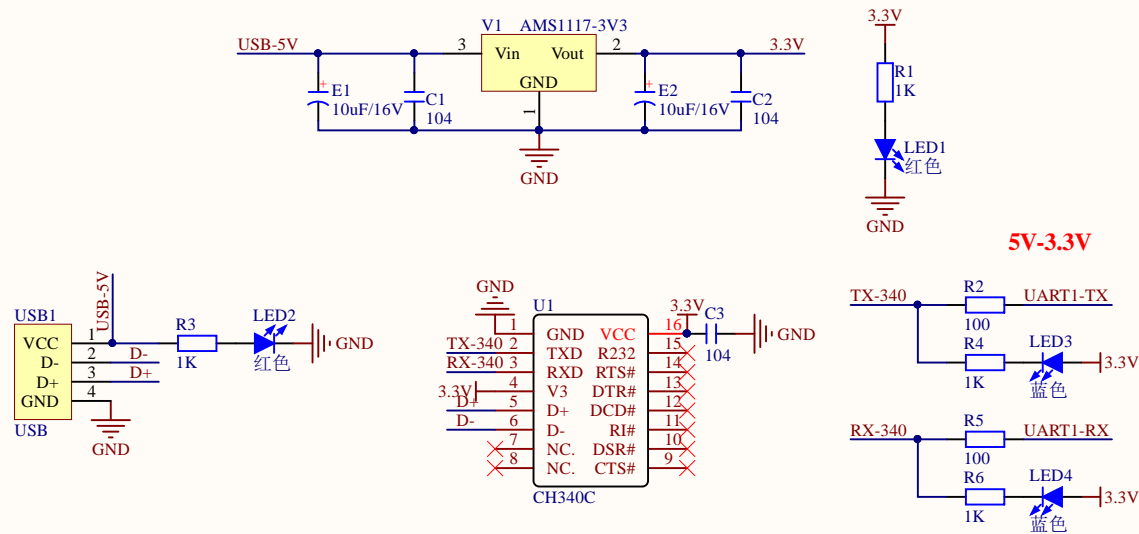 V1 AMS1117-3V3
USB-5V
3
Vin
Vout
2
3.3V
GND
1
E1
10uF/16V
C1
104
E2
10uF/16V
C2
104
GND
3.3V
R1
1K
LED1
红色
GND
5V-3.3V
USB1
USB-5V
VCC
1
D-
2
D-
D+
3
D+
GND
4
USB
R3
1K
LED2
红色
GND
GND
GND
U1
3.3V
C3
104
GND
1
GND
VCC
16
TX-340
2
TXD
R232
15
RX-340
3
RXD
RTS#
14
3.3V
4
V3
DTR#
13
D+
5
D+
DCD#
12
D-
6
D-
RI#
11
7
NC.
DSR#
10
8
NC.
CTS#
9
CH340C
TX-340
R2
100
UART1-TX
R4
1K
LED3
蓝色
3.3V
RX-340
R5
100
UART1-RX
R6
1K
LED4
蓝色
3.3V